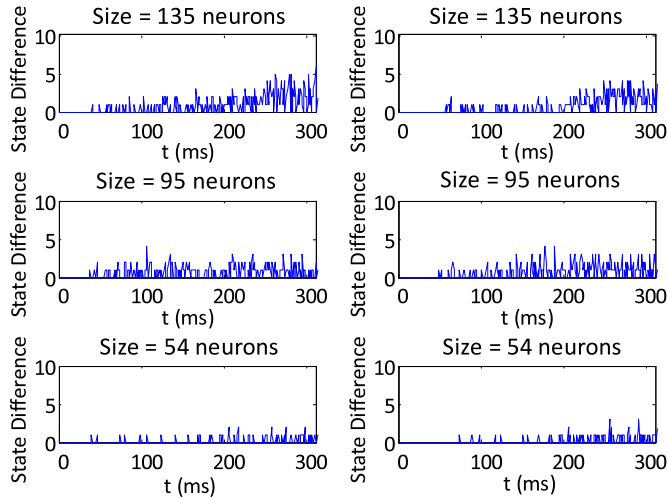 Size = 135 neurons
State Difference
10
5
0
0 100 200 300
t (ms)
Size = 135 neurons
State Difference
10
5
0
0 100 200 300
t (ms)
Size = 95 neurons
State Difference
10
5
0
0 100 200 300
t (ms)
Size = 95 neurons
State Difference
10
5
0
0 100 200 300
t (ms)
Size = 54 neurons
State Difference
10
5
0
0 100 200 300
t (ms)
Size = 54 neurons
State Difference
10
5
0
0 100 200 300
t (ms)